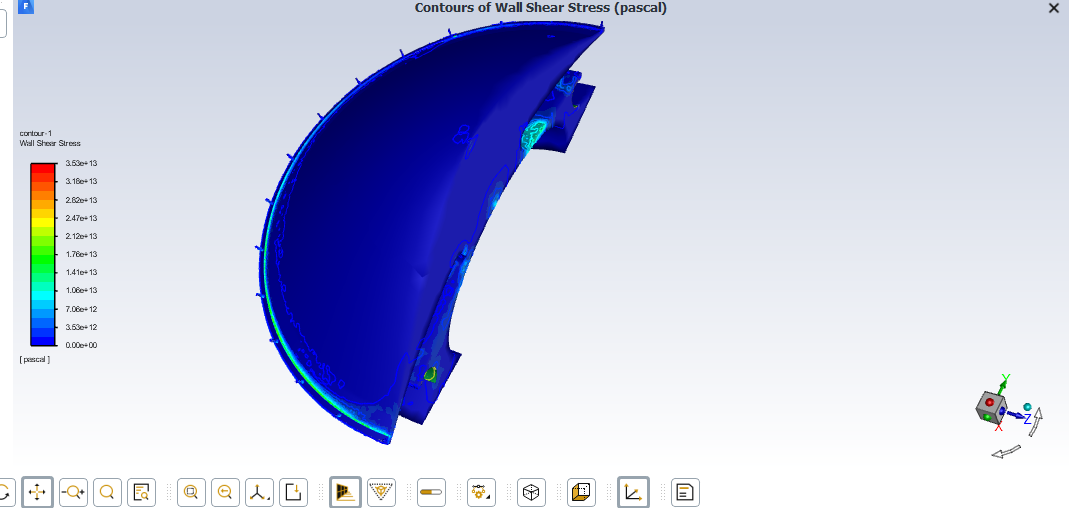 F
Contours of Wall Shear Stress (pascal)
contour-1
Wall Shear Stress
3.53e+13
3.18e+13
2.82e+13
2.47e+13
2.12e+13
1.76e+13
1.41e+13
1.06e+13
7.06e+12
3.53e+12
0.00e+00
[ pascal ]
Y
Z
X